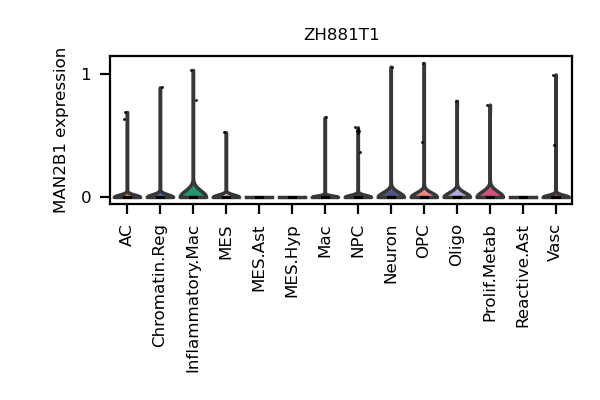 ZH881T1
MAN2B1 expression
1
0
AC
Chromatin.Reg
Inflammatory.Mac
MES
MES.Ast
MES.Hyp
Mac
NPC
Neuron
OPC
Oligo
Prolif.Metab
Reactive.Ast
Vasc